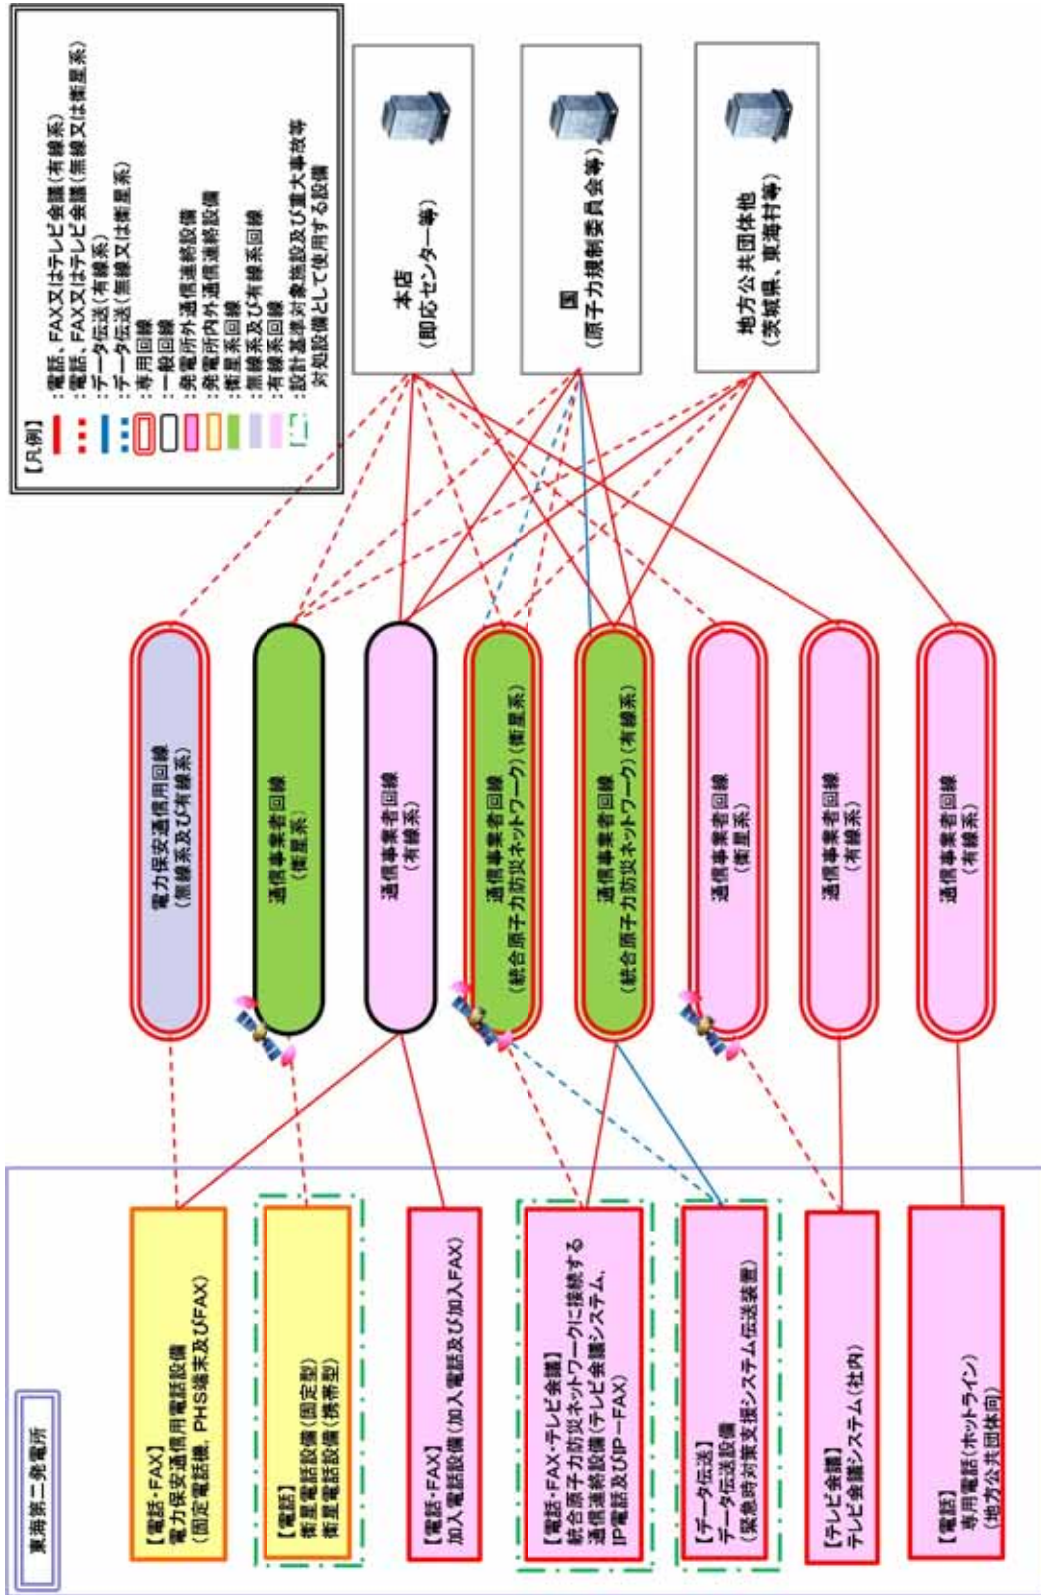 東海第二発電所
【電話・FAX】
電力保安通信用電話設備
(固定電話機、PHS端末及びFAX)
【電話】
衛星電話設備(固定型)
衛星電話設備(携帯型)
【電話・FAX】
加入電話設備(加入電話及び加入FAX)
【電話・FAX・テレビ会議】
統合原子力防災ネットワークに接続する
通信連絡設備(テレビ会議システム、
IP電話及びIP-FAX)
【データ伝送】
データ伝送設備
(緊急時対策支援システム伝送装置)
【テレビ会議】
テレビ会議システム(社内)
【電話】
専用電話(ホットライン)
(地方公共団体向)
電力保安通信用回線
(無線系及び有線系)
通信事業者回線
(衛星系)
通信事業者回線
(有線系)
通信事業者回線
(統合原子力防災ネットワーク)(衛星系)
通信事業者回線
(統合原子力防災ネットワーク)(有線系)
通信事業者回線
(衛星系)
通信事業者回線
(有線系)
通信事業者回線
(有線系)
【凡例】
:電話、FAX又はテレビ会議(有線系)
:電話、FAX又はテレビ会議(無線又は衛星系)
:データ伝送(有線系)
:データ伝送(無線又は衛星系)
:専用回線
:一般回線
:発電所外通信連絡設備
:発電所内外通信連絡設備
:衛星系回線
:無線系及び有線系回線
:有線系回線
:設計基準対象施設及び重大事故等
対処設備として使用する設備
本店
(即応センター等)
国
(原子力規制委員会等)
地方公共団体他
(茨城県、東海村等)